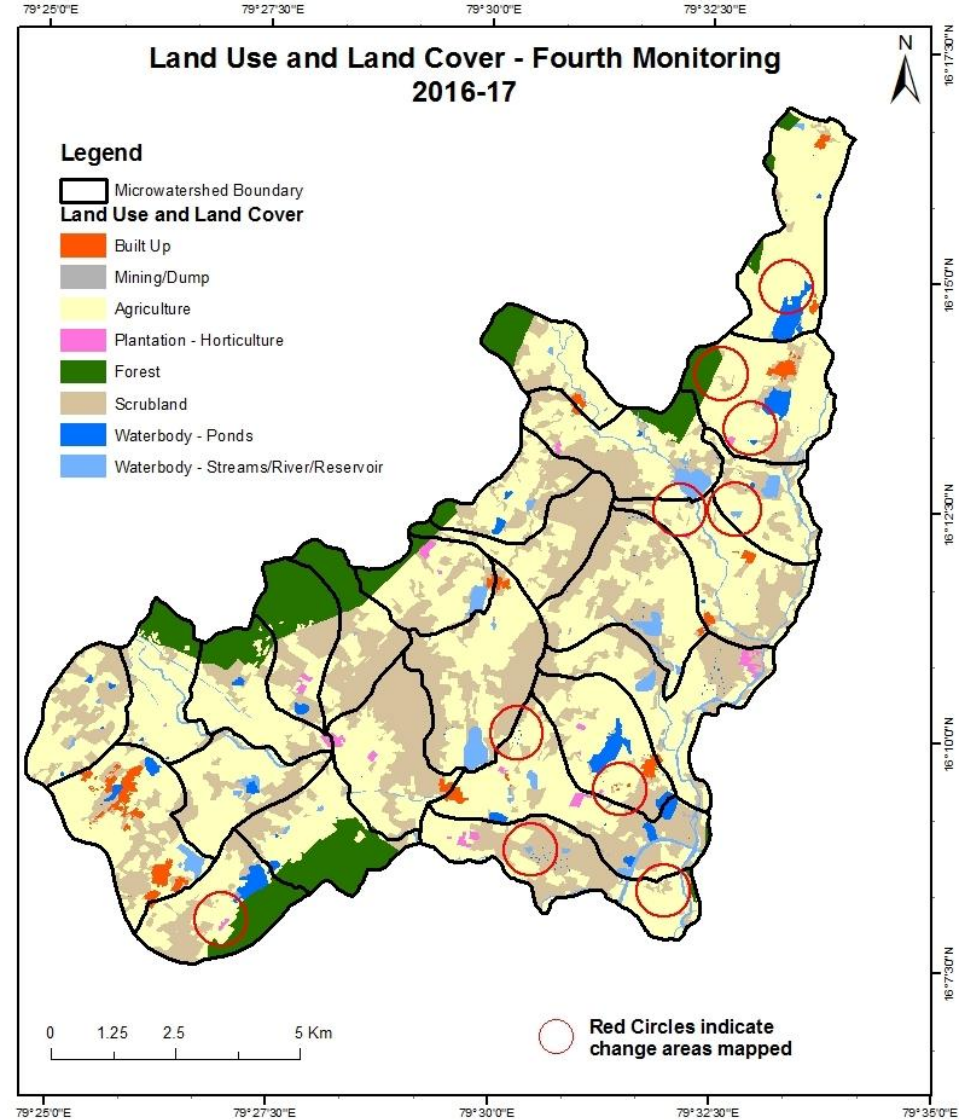 79°25'0"E
79°27'30"E
79°30'0"E
79°32'30"E
Land Use and Land Cover - Fourth Monitoring
2016-17
N
16°17'30"N
Legend
Microwatershed Boundary
Land Use and Land Cover
Built Up
Mining/Dump
Agriculture
Plantation - Horticulture
Forest
Scrubland
Waterbody - Ponds
Waterbody - Streams/River/Reservoir
16°15'0"N
16°12'30"N
16°10'0"N
16°7'30"N
0 1.25 2.5 5 Km
Red Circles indicate
change areas mapped
79°25'0"E
79°27'30"E
79°30'0"E
79°32'30"E
79°35'0"E